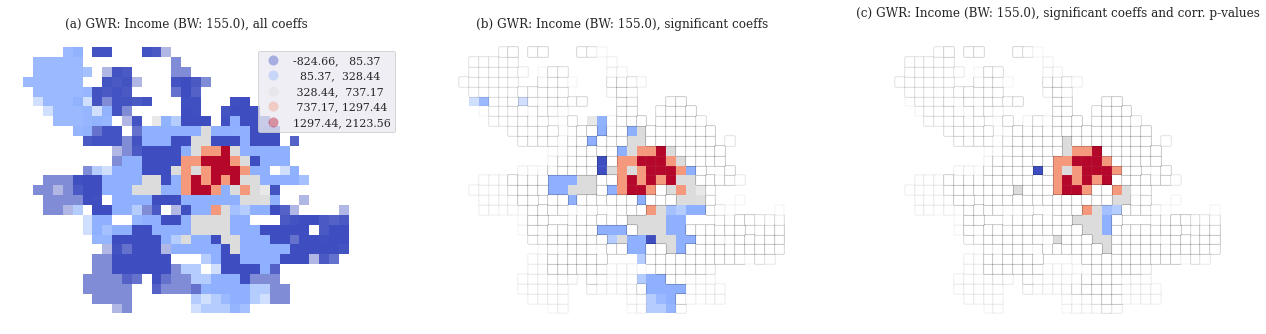 (a) GWR: Income (BW: 155.0), all coeffs
(b) GWR: Income (BW: 155.0), significant coeffs
(c) GWR: Income (BW: 155.0), significant coeffs and corr. p-values
-824.66, 85.37
85.37, 328.44
328.44, 737.17
737.17, 1297.44
1297.44, 2123.56